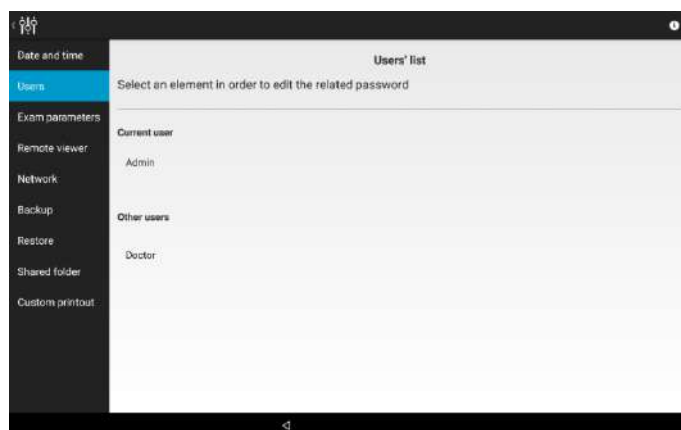 Date and time
Users
Exam parameters
Remote viewer
Network
Backup
Restore
Shared folder
Custom printout
Users' list
Select an element in order to edit the related password
Current user
Admin
Other users
Doctor